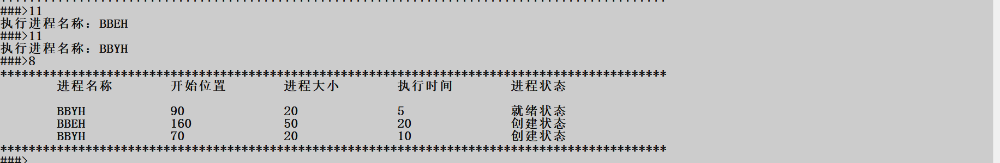 ###>11
执行进程名称：BBEH
###>11
执行进程名称：BBYH
###>8
**********************************************************************************************
进程名称 开始位置 进程大小 执行时间 进程状态
BBYH 90 20 5 就绪状态
BBEH 160 50 20 创建状态
BBYH 70 20 10 创建状态
**********************************************************************************************
###>